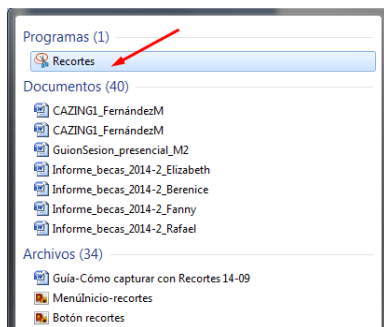 Programas (1)
Recortes
Documentos (40)
CAZING1_FernándezM
CAZING1_FernándezM
GuionSesion_presencial_M2
Informe_becas_2014-2_Elizabeth
Informe_becas_2014-2_Berenice
Informe_becas_2014-2_Fanny
Informe_becas_2014-2_Rafael
Archivos (34)
Guía-Cómo capturar con Recortes 14-09
MenúInicio-recortes
Botón recortes